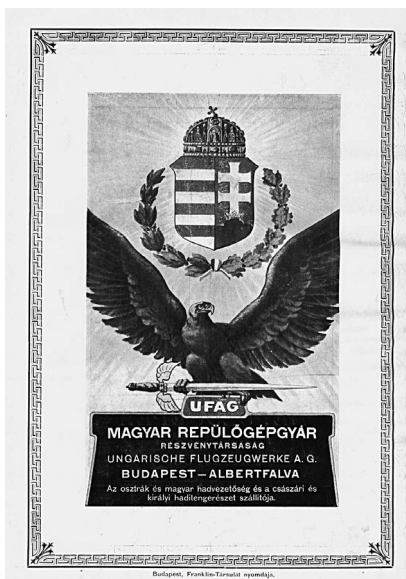 UFAG
MAGYAR REPÜLŐGÉPGYÁR
RÉSZVÉNYTÁRSASÁG
UNGARISCHE FLUGZEUGWERKE A. G.
BUDAPEST—ALBERTFALVA
Az osztrák és magyar hadvezetőség és a császári és
királyi haditengerészet szállítója.
Budapest, Franklin-Társulat nyomdája.